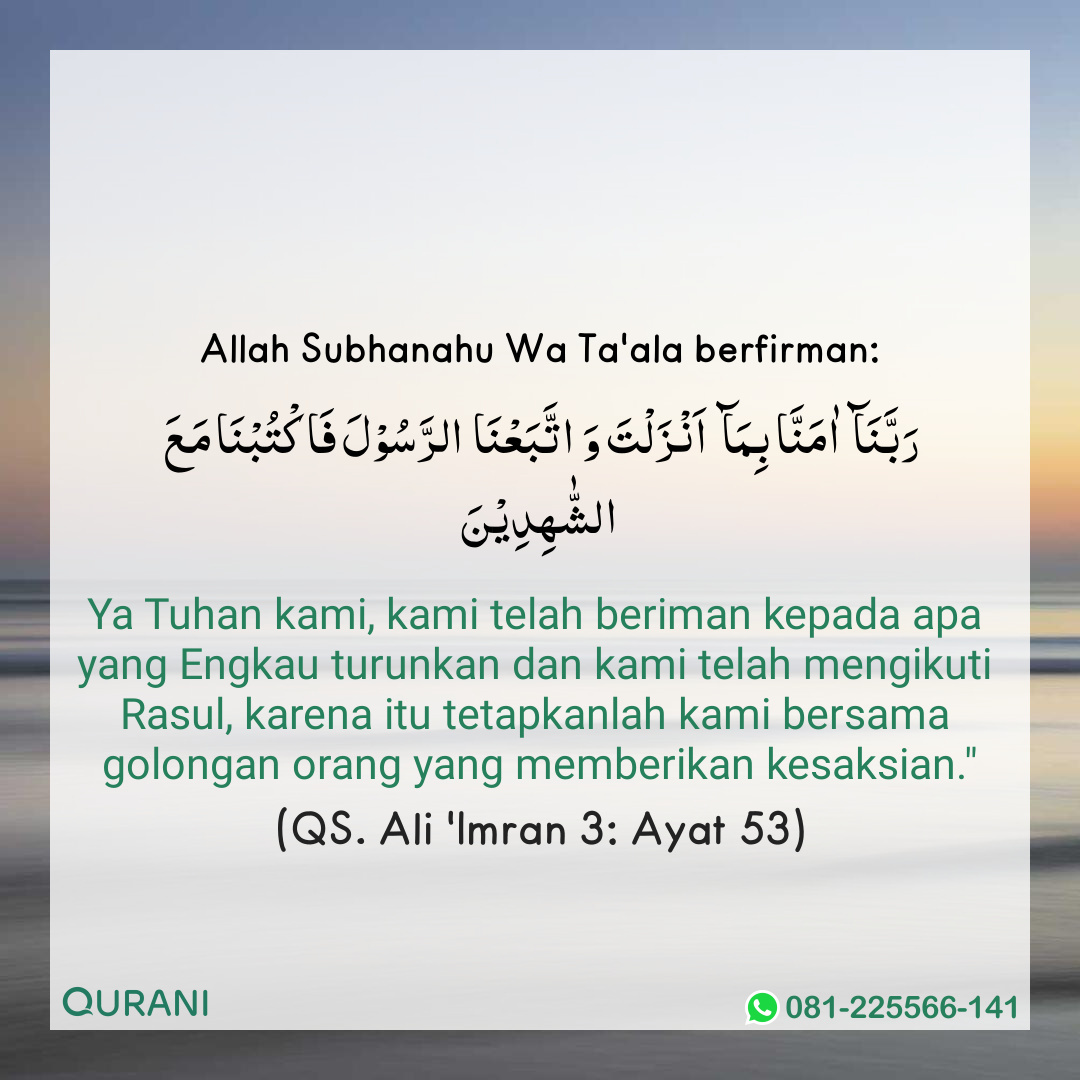 Allah Subhanahu Wa Ta'ala berfirman:
رَبَّنَاۤ اٰمَنَّا بِمَاۤ اَنْزَلْتَ وَ اتَّبَعْنَا الرَّسُوْلَ فَا كْتُبْنَا مَعَ
الشّٰهِدِيْنَ
Ya Tuhan kami, kami telah beriman kepada apa
yang Engkau turunkan dan kami telah mengikuti
Rasul, karena itu tetapkanlah kami bersama
golongan orang yang memberikan kesaksian."
(QS. Ali 'Imran 3: Ayat 53)
QURANI
081-225566-141